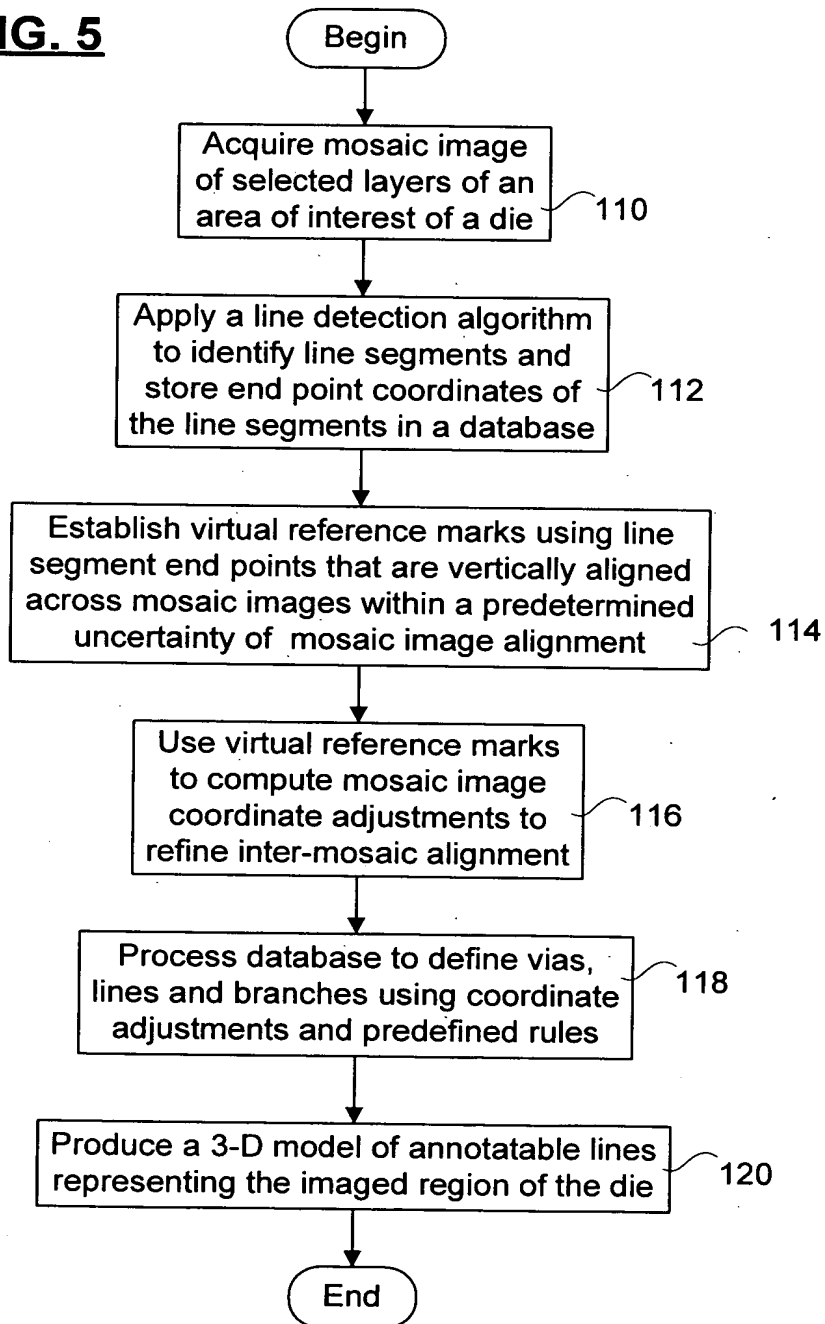 IG. 5
Begin
Acquire mosaic image
of selected layers of an
area of interest of a die
110
Apply a line detection algorithm
to identify line segments and
store end point coordinates of
the line segments in a database
112
Establish virtual reference marks using line
segment end points that are vertically aligned
across mosaic images within a predetermined
uncertainty of mosaic image alignment
114
Use virtual reference marks
to compute mosaic image
coordinate adjustments to
refine inter-mosaic alignment
116
Process database to define vias,
lines and branches using coordinate
adjustments and predefined rules
118
Produce a 3-D model of annotatable lines
representing the imaged region of the die
120
End